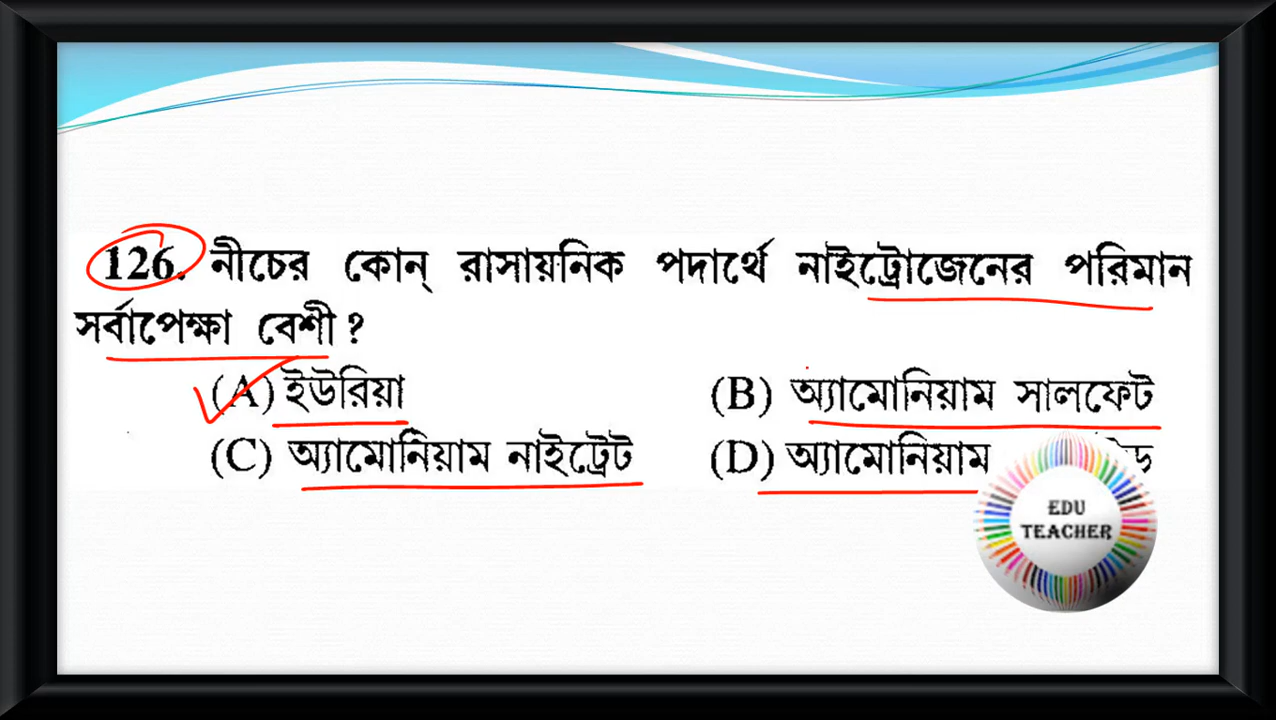 126. নীচের কোন্ রাসায়নিক পদার্থে নাইট্রোজেনের পরিমান
সর্বাপেক্ষা বেশী ?
(A) ইউরিয়া (B) অ্যামোনিয়াম সালফেট
(C) অ্যামোনিয়াম নাইট্রেট (D) অ্যামোনিয়াম
EDU
TEACHER